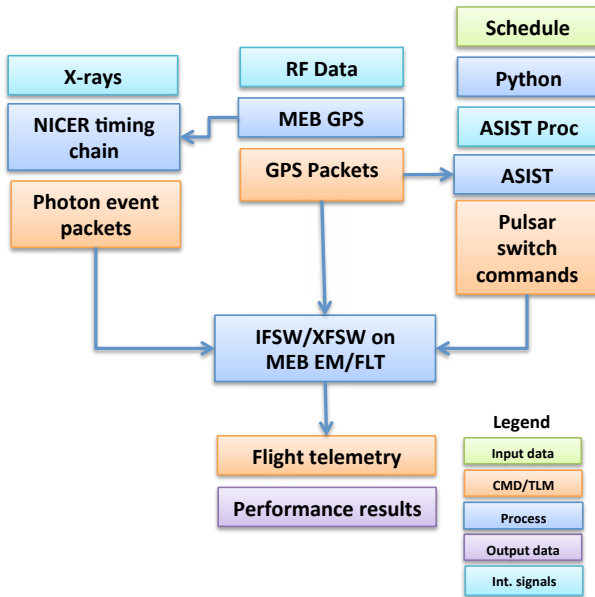 Schedule
X-rays
RF Data
Python
NICER timing
chain
MEB GPS
ASIST Proc
GPS Packets
ASIST
Photon event
packets
Pulsar
switch
commands
IFSW/XFSW on
MEB EM/FLT
Flight telemetry
Performance results
Legend
Input data
CMD/TLM
Process
Output data
Int. signals